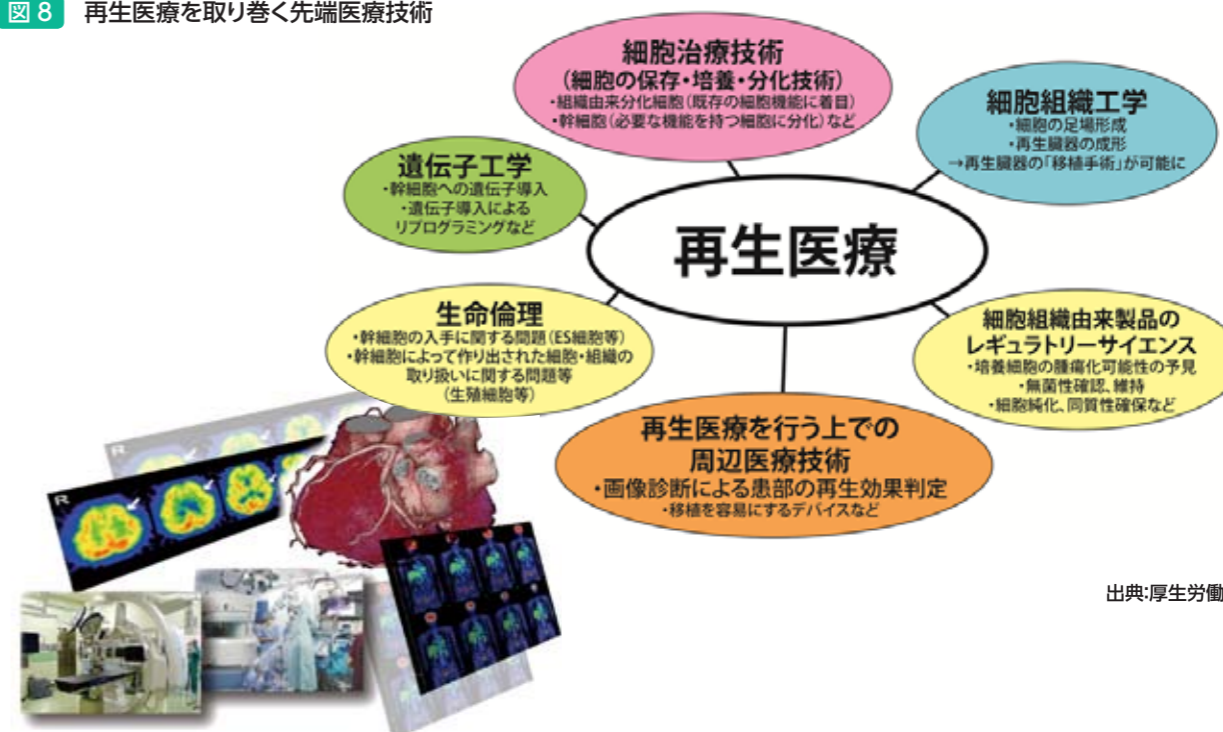 図 8 再生医療を取り巻く先端医療技術
細胞治療技術
(細胞の保存・培養・分化技術)
・組織由来分化細胞(既存の細胞機能に着目)
・幹細胞(必要な機能を持つ細胞に分化)など
細胞組織工学
・細胞の足場形成
・再生臓器の成形
→再生臓器の「移植手術」が可能に
遺伝子工学
・幹細胞への遺伝子導入
・遺伝子導入による
リプログラミングなど
再生医療
生命倫理
・幹細胞の入手に関する問題(ES細胞等)
・幹細胞によって作り出された細胞・組織の
取り扱いに関する問題等
(生殖細胞等)
細胞組織由来製品の
レギュラトリーサイエンス
・培養細胞の腫瘍化可能性の予見
・無菌性確認、維持
・細胞純化、同質性確保など
再生医療を行う上での
周辺医療技術
・画像診断による患部の再生効果判定
・移植を容易にするデバイスなど
R
R
出典:厚生労働